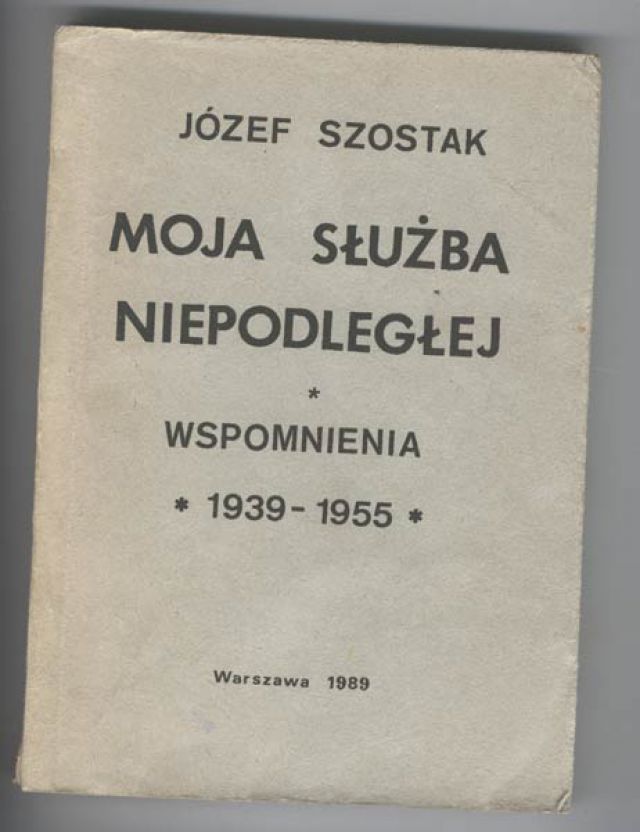 JÓZEF SZOSTAK
MOJA SŁUŻBA
NIEPODLEGŁEJ
*
WSPOMNIENIA
* 1939 - 1955 *
Warszawa 1989